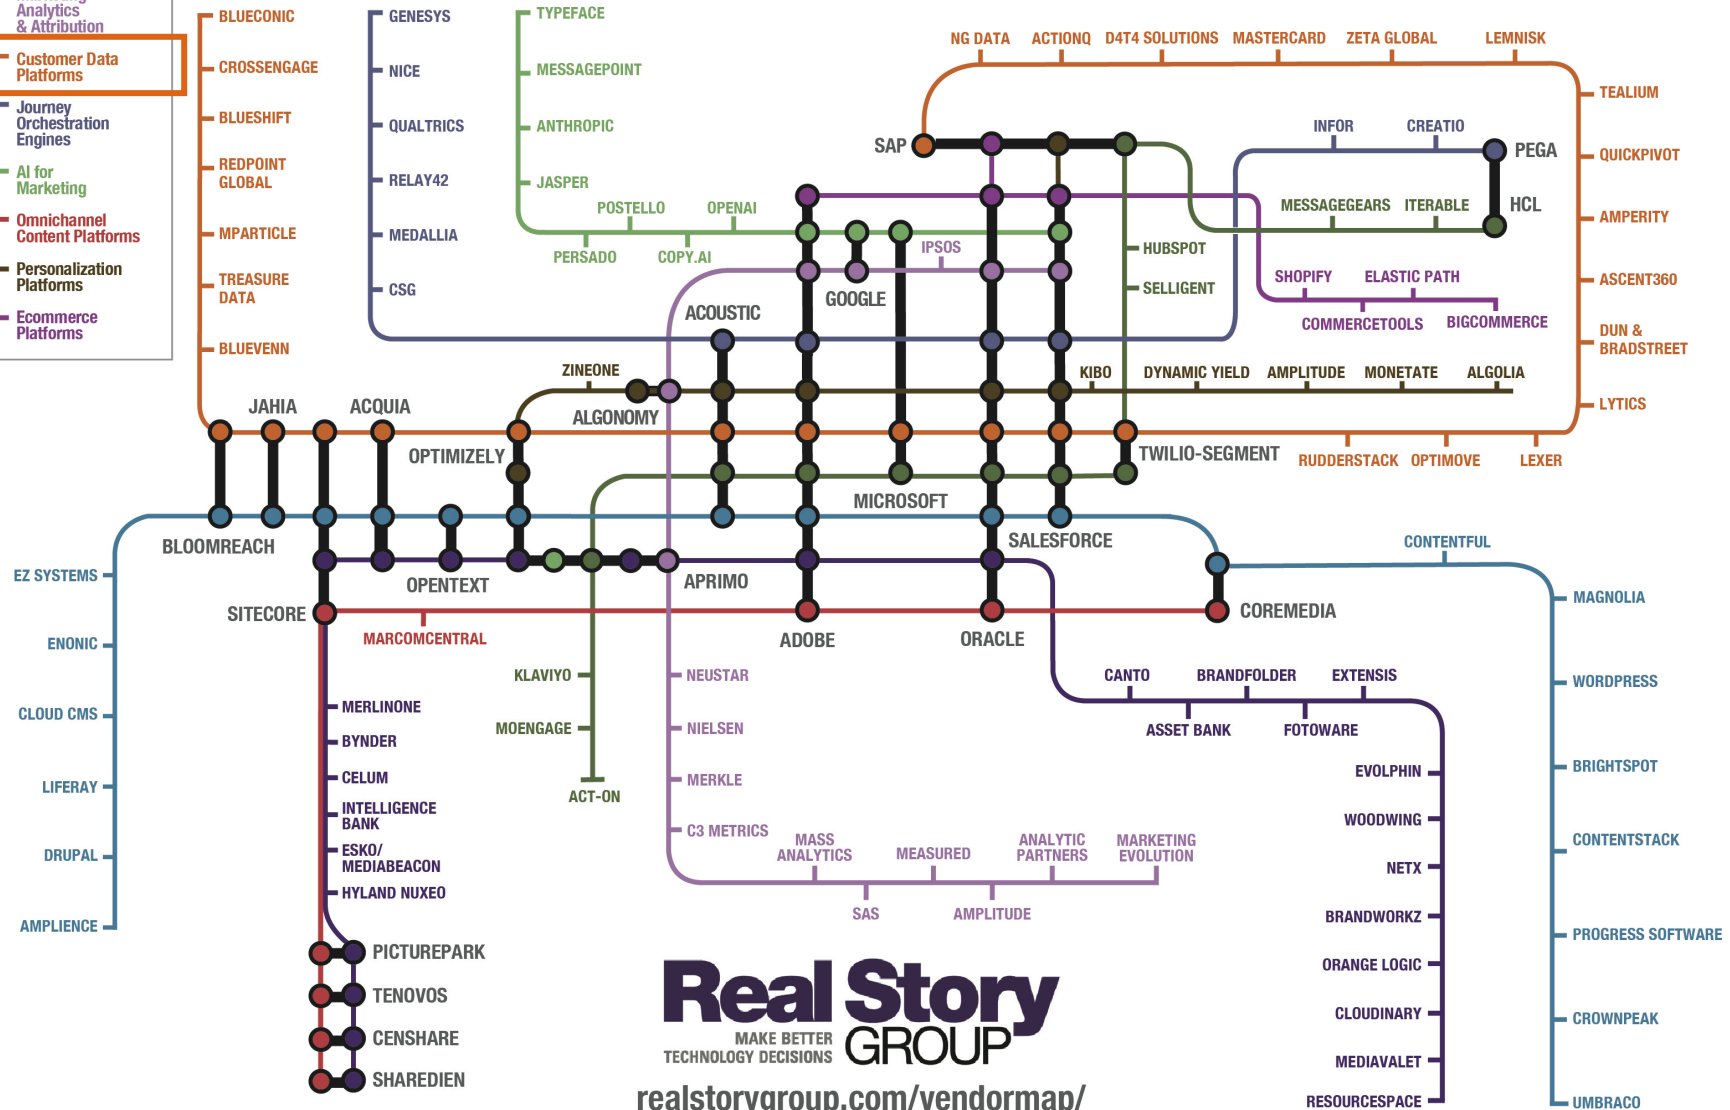 Analytics
& Attribution
Customer Data
Platforms
Journey
Orchestration
Engines
AI for
Marketing
Omnichannel
Content Platforms
Personalization
Platforms
Ecommerce
Platforms
BLUECONIC
CROSSENGAGE
BLUESHIFT
REDPOINT
GLOBAL
MPARTICLE
TREASURE
DATA
BLUEVENN
GENESYS
NICE
QUALTRICS
RELAY42
MEDALLIA
CSG
TYPEFACE
MESSAGEPOINT
ANTHROPIC
JASPER
POSTELLO
OPENAI
PERSADO
COPY.AI
NG DATA
ACTIONQ
D4T4 SOLUTIONS
MASTERCARD
ZETA GLOBAL
LEMNISK
TEALIUM
QUICKPIVOT
AMPERITY
ASCENT360
DUN &
BRADSTREET
LYTICS
SAP
INFOR
CREATIO
PEGA
MESSAGEGEARS
ITERABLE
HCL
HUBSPOT
SELLIGENT
IPSOS
GOOGLE
ACOUSTIC
SHOPIFY
ELASTIC PATH
COMMERCETOOLS
BIGCOMMERCE
ZINEONE
ALGONOMY
KIBO
DYNAMIC YIELD
AMPLITUDE
MONETATE
ALGOLIA
JAHIA
ACQUIA
OPTIMIZELY
TWILIO-SEGMENT
RUDDERSTACK
OPTIMOVE
LEXER
MICROSOFT
BLOOMREACH
OPENTEXT
SALESFORCE
APRIMO
SITECORE
MARCOMCENTRAL
ADOBE
ORACLE
COREMEDIA
CONTENTFUL
EZ SYSTEMS
ENONIC
CLOUD CMS
LIFERAY
DRUPAL
AMPLIENCE
MERLINONE
BYNDER
CELUM
INTELLIGENCE
BANK
ESKO/
MEDIABEACON
HYLAND NUXEO
PICTUREPARK
TENOVOS
CENSHARE
SHAREDIEN
KLAVIYO
MOENGAGE
ACT-ON
NEUSTAR
NIELSEN
MERKLE
C3 METRICS
MASS
ANALYTICS
SAS
MEASURED
AMPLITUDE
ANALYTIC
PARTNERS
MARKETING
EVOLUTION
CANTO
BRANDFOLDER
EXTENSIS
ASSET BANK
FOTOWARE
EVOLPHIN
WOODWING
NETX
BRANDWORKZ
ORANGE LOGIC
CLOUDINARY
MEDIAVALET
RESOURCESPACE
MAGNOLIA
WORDPRESS
BRIGHTSPOT
CONTENTSTACK
PROGRESS SOFTWARE
CROWNPEAK
UMBRACO
Real Story
MAKE BETTER
TECHNOLOGY DECISIONS
GROUP
realstorygroup.com/vendormap/